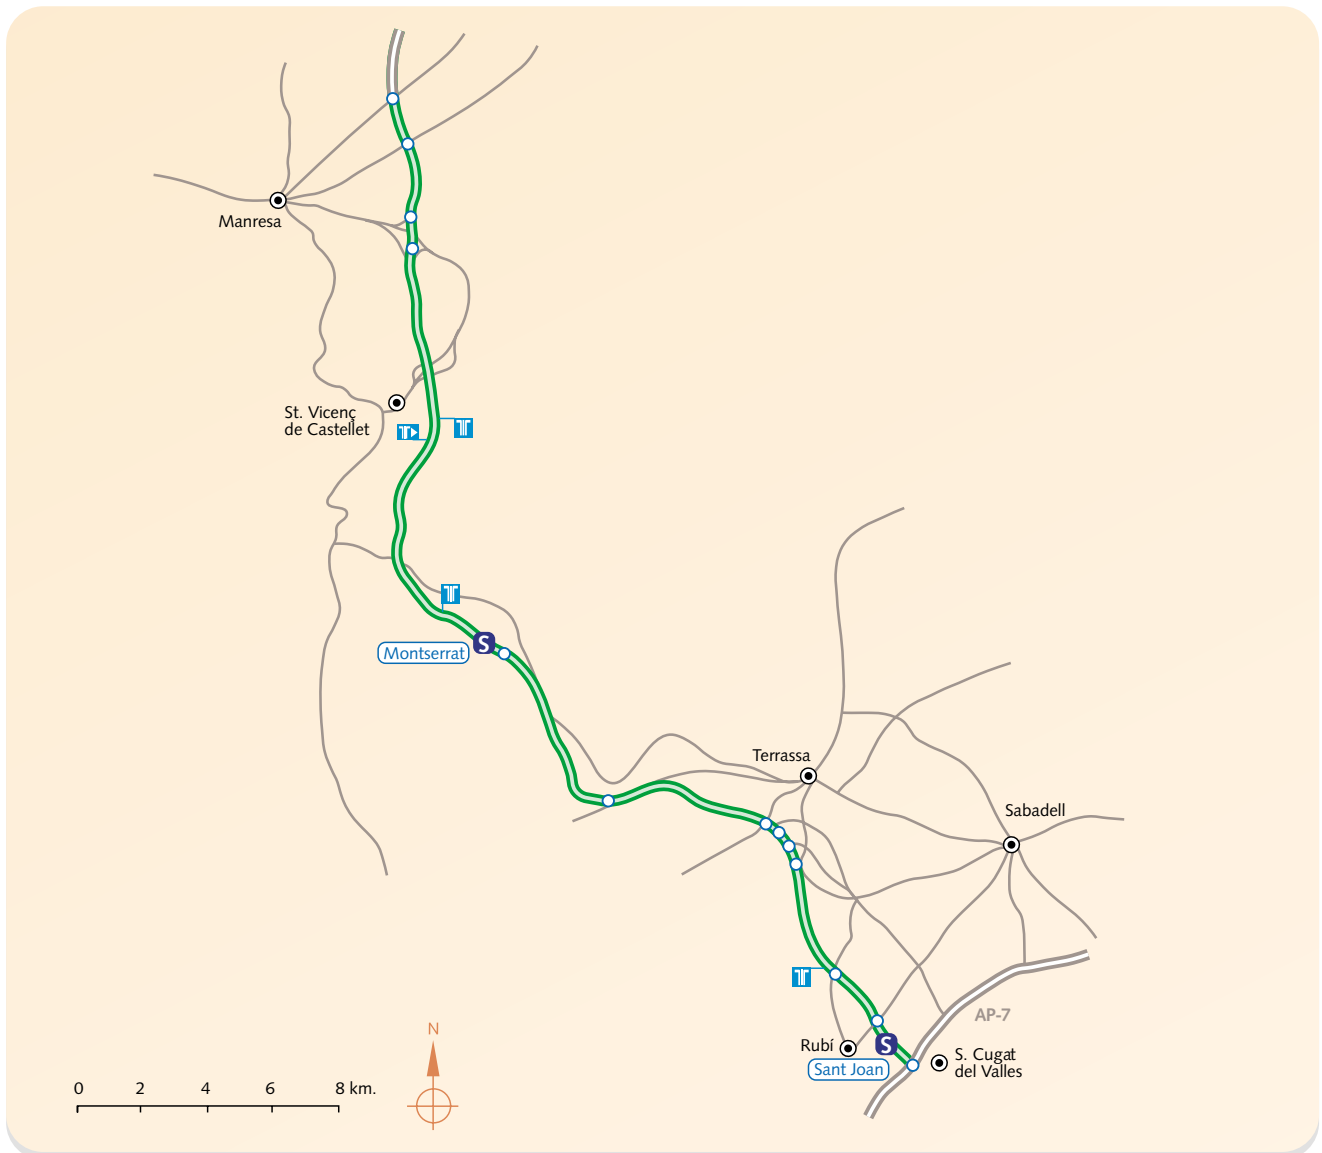 Manresa
St. Vicenç
de Castellet
T
T
T
S
Montserrat
Terrassa
Sabadell
T
AP-7
Rubí
S
Sant Joan
S. Cugat
del Valles
N
0 2 4 6 8 km.